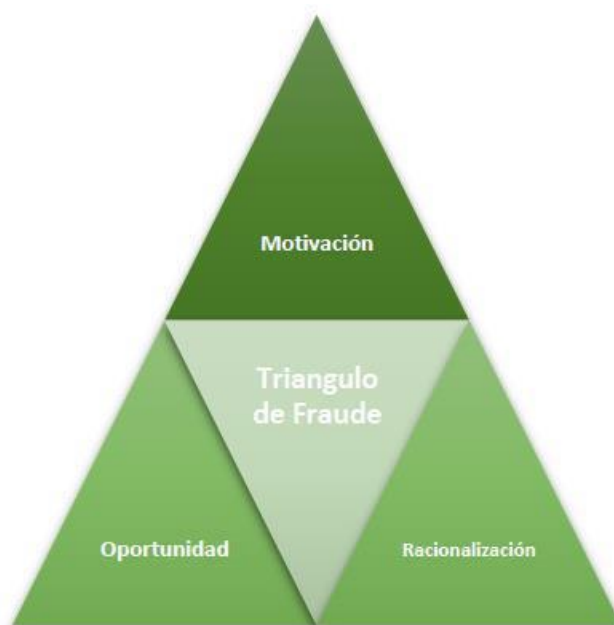 Motivación
Triangulo
de Fraude
Oportunidad
Racionalización